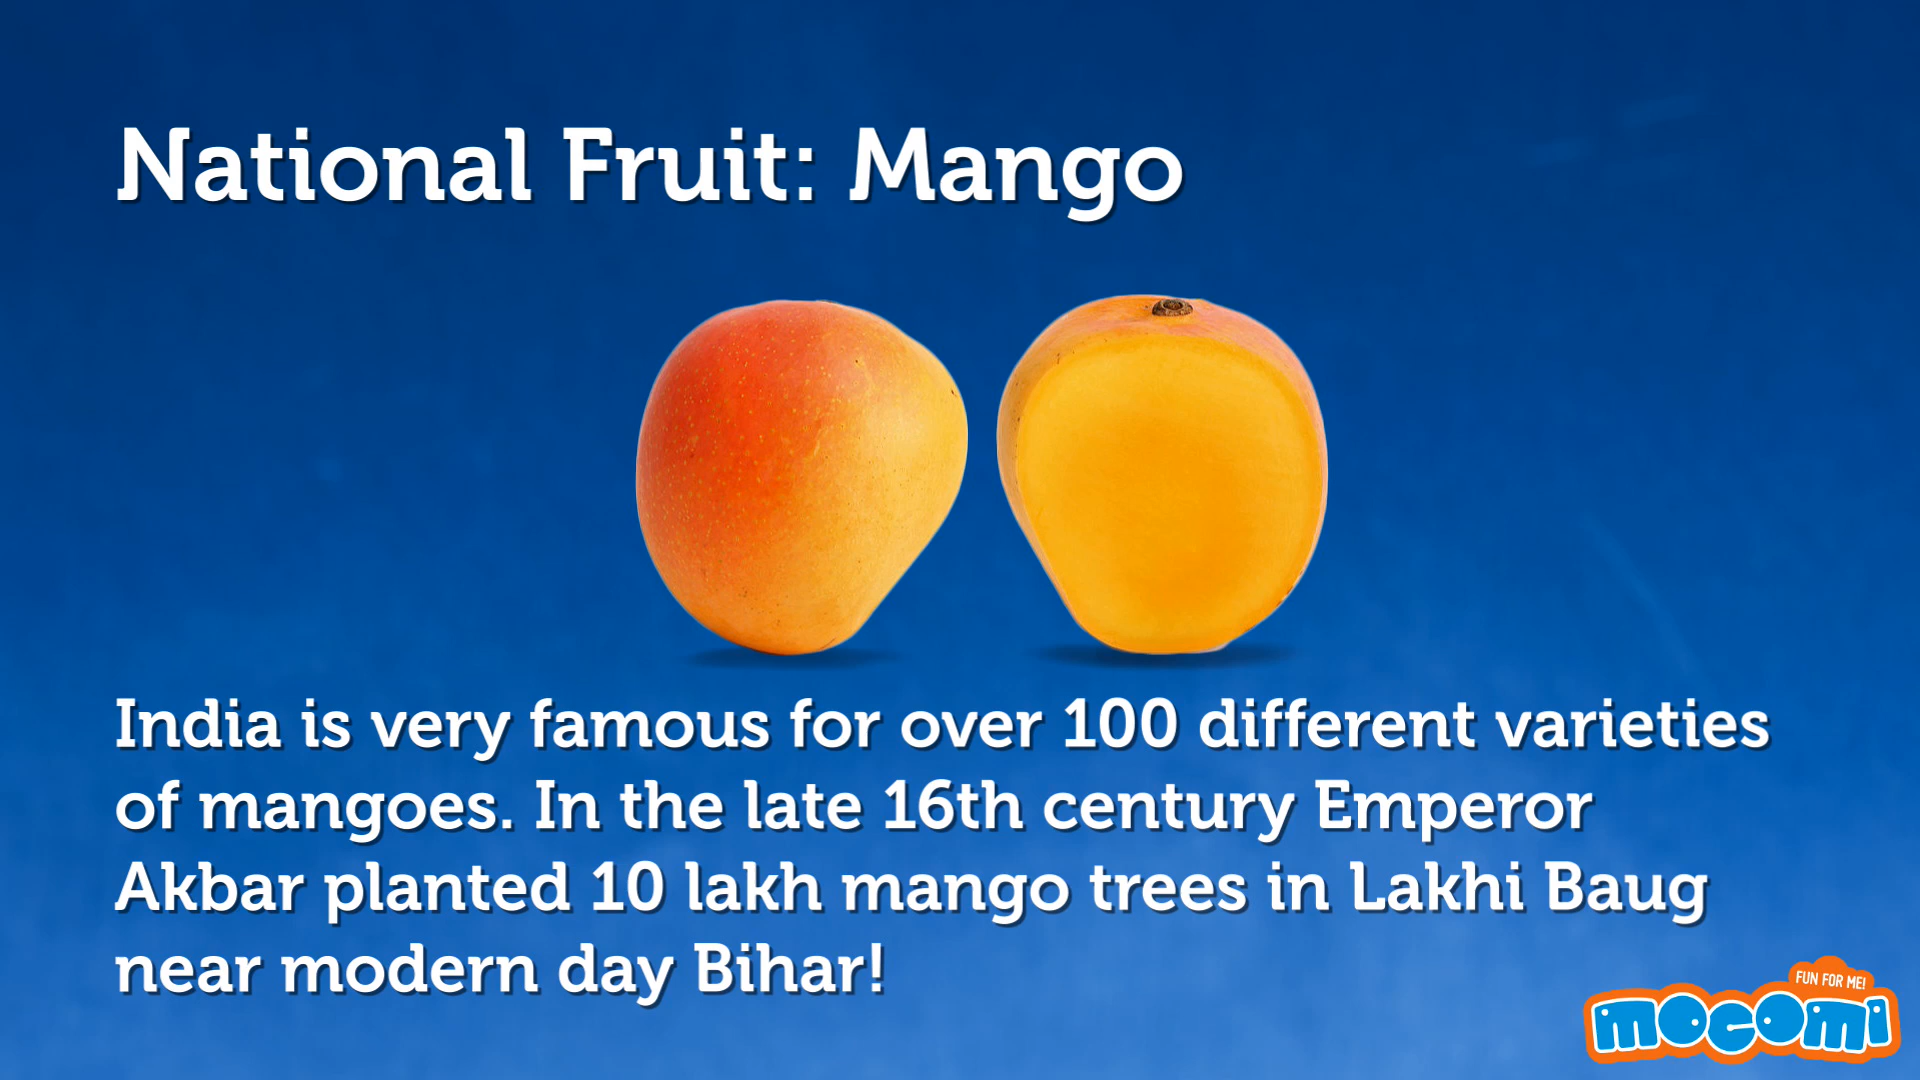 National Fruit: Mango
India is very famous for over 100 different varieties
of mangoes. In the late 16th century Emperor
Akbar planted 10 lakh mango trees in Lakhi Baug
near modern day Bihar!
FUN FOR ME!
mocomi